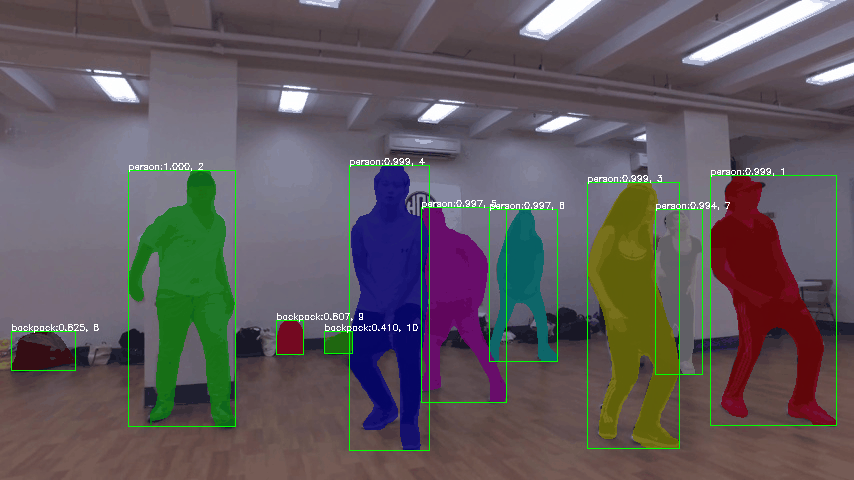 person:1.000, 2
person:0.999, 4
person:0.997, 5
person:0.997, 6
person:0.999, 3
person:0.994, 7
person:0.999, 1
backpack:0.625, 8
backpack:0.807, 9
backpack:0.410, 10